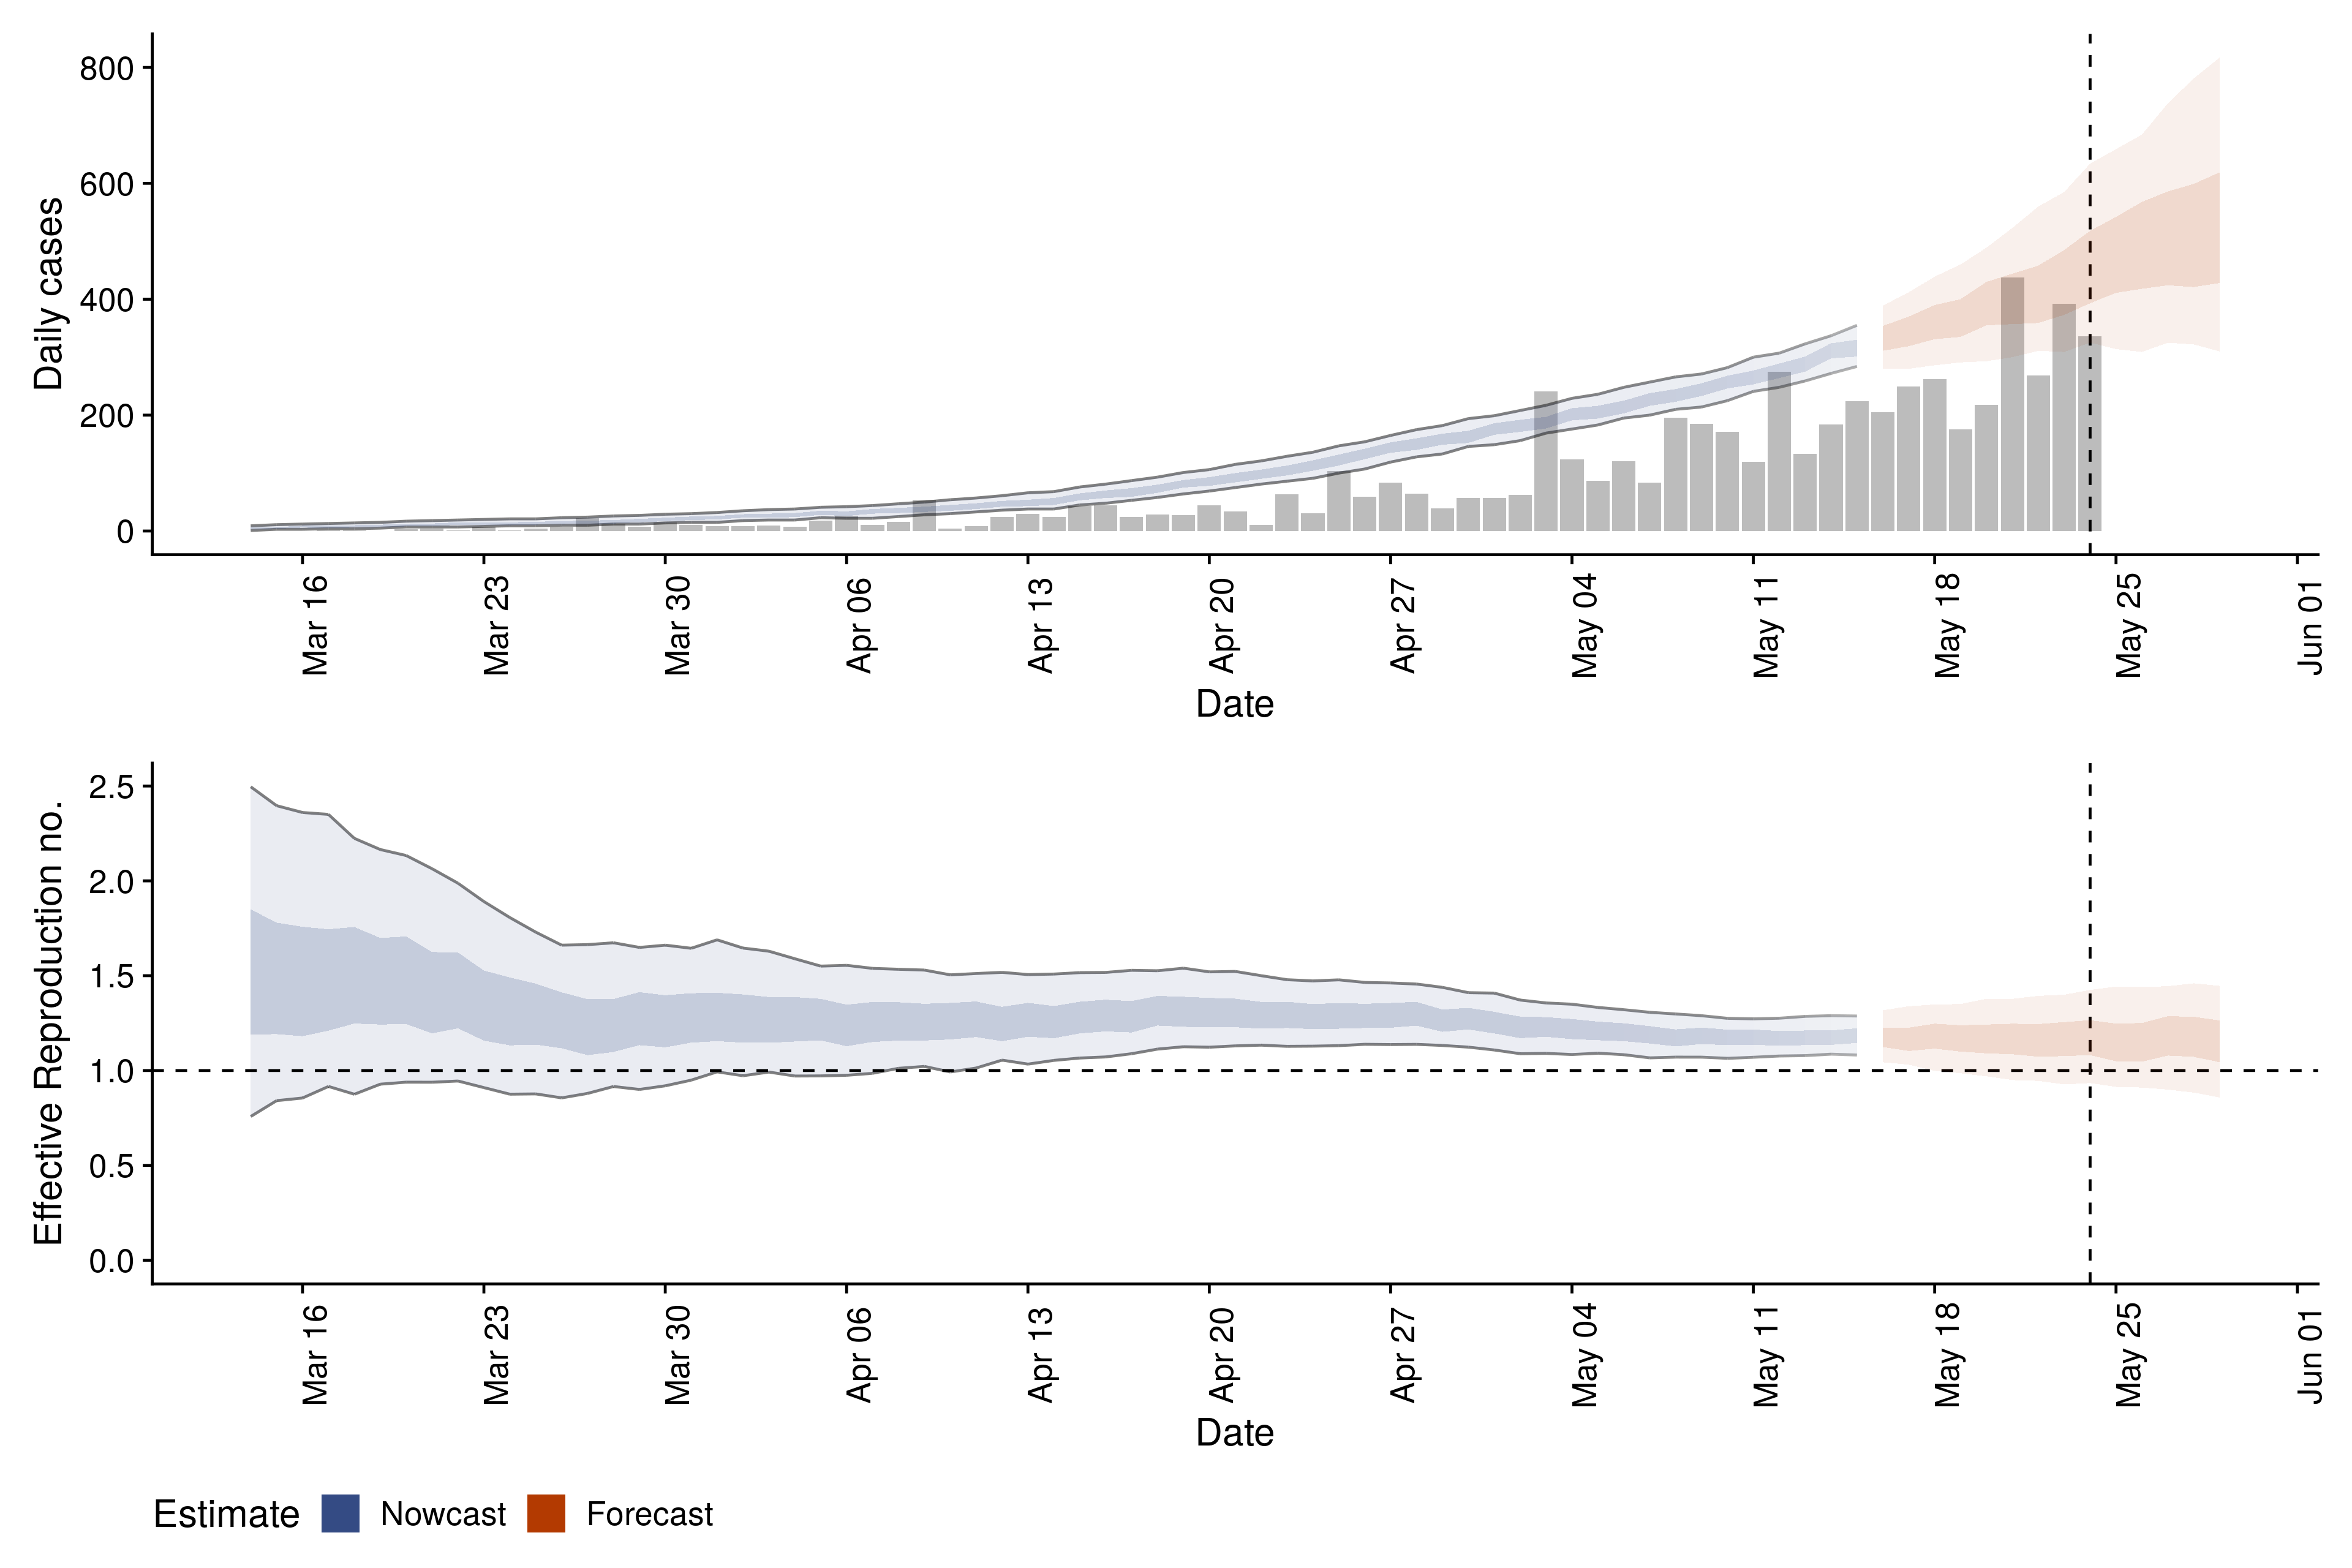 Daily cases
800
600
400
200
0
Mar 16
Mar 23
Mar 30
Apr 06
Apr 13
Apr 20
Apr 27
May 04
May 11
May 18
May 25
Jun 01
Date
Effective Reproduction no.
2.5
2.0
1.5
1.0
0.5
0.0
Mar 16
Mar 23
Mar 30
Apr 06
Apr 13
Apr 20
Apr 27
May 04
May 11
May 18
May 25
Jun 01
Date
Estimate Nowcast Forecast